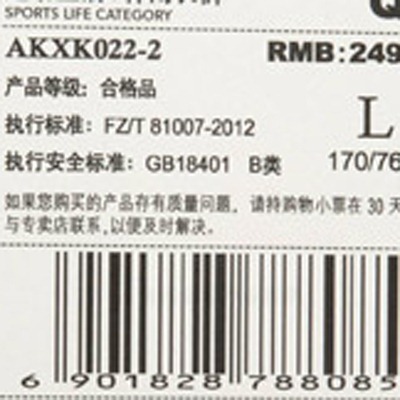 SPORTS LIFE CATEGORY
AKXK022-2 RMB:249
产品等级: 合格品
执行标准: FZ/T 81007-2012
L
执行安全标准: GB18401 B类 170/76
如果您购买的产品存有质量问题, 请持购物小票在 30 天
与专卖店联系,以便及时解决。
6 901828 788085